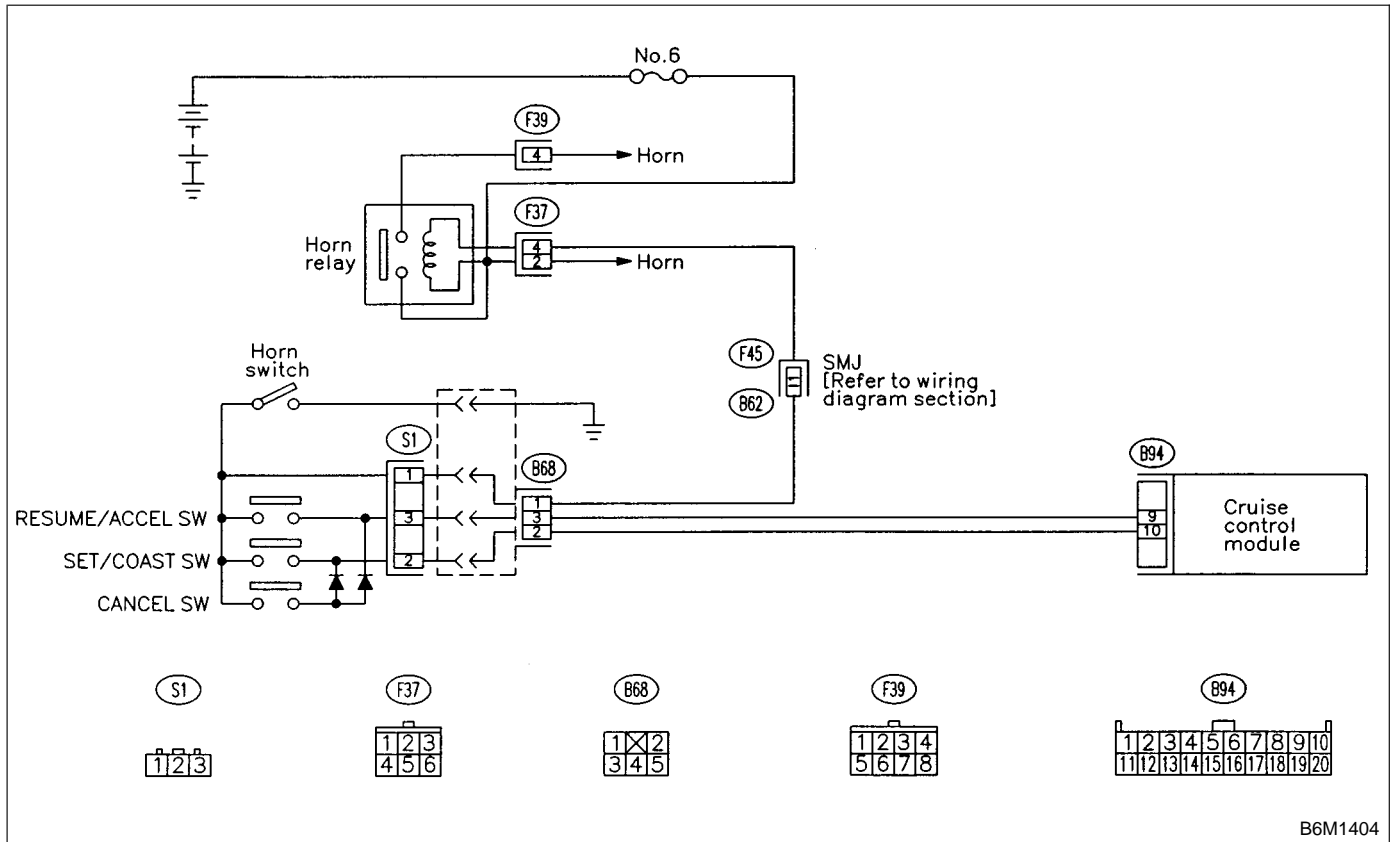 No.6
F39
4
Horn
F37
Horn
relay
4
2
Horn
Horn
switch
F45
SMJ
[Refer to wiring
diagram section]
B62
S1
B68
B94
1
1
RESUME/ACCEL SW
3
3
9
Cruise
control
module
2
10
SET/COAST SW
2
CANCEL SW
S1
F37
B68
F39
B94
1 2 3
1 2 3
4 5 6
1 2
3 4 5
1 2 3 4
5 6 7 8
1 2 3 4 5 6 7 8 9 10
11 12 13 14 15 16 17 18 19 20
B6M1404